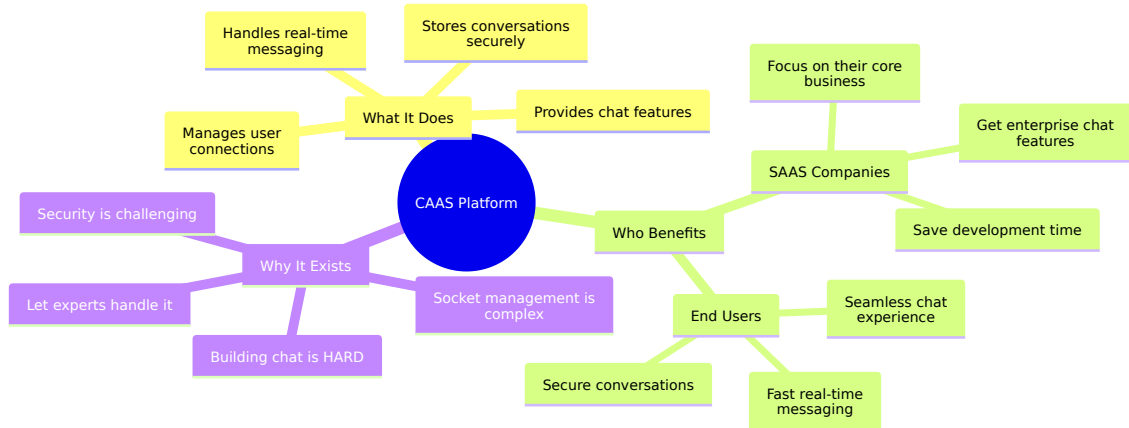 Handles real-time
messaging
Stores conversations
securely
What It Does
Provides chat features
Manages user
connections
CAAS Platform
Security is challenging
Why It Exists
Let experts handle it
Socket management is
complex
Building chat is HARD
Who Benefits
SAAS Companies
Focus on their core
business
Get enterprise chat
features
Save development time
End Users
Seamless chat
experience
Secure conversations
Fast real-time
messaging